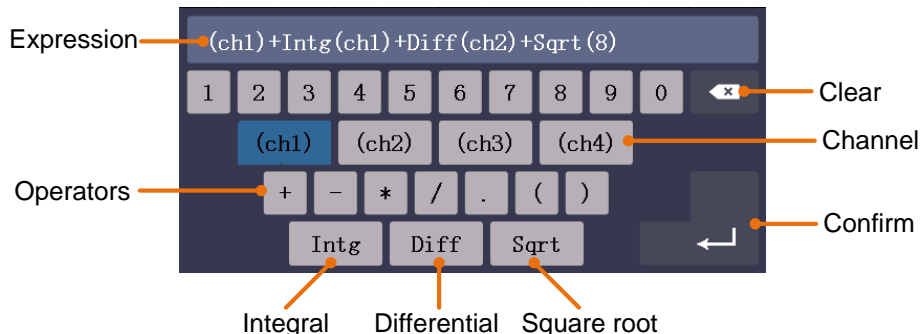 (ch1)+Intg(ch1)+Diff(ch2)+Sqrt(8)
Expression
1 2 3 4 5 6 7 8 9 0
Clear
(ch1) (ch2) (ch3) (ch4)
Channel
Operators
+ - * / . ( )
Confirm
Intg Diff Sqrt
Integral Differential Square root